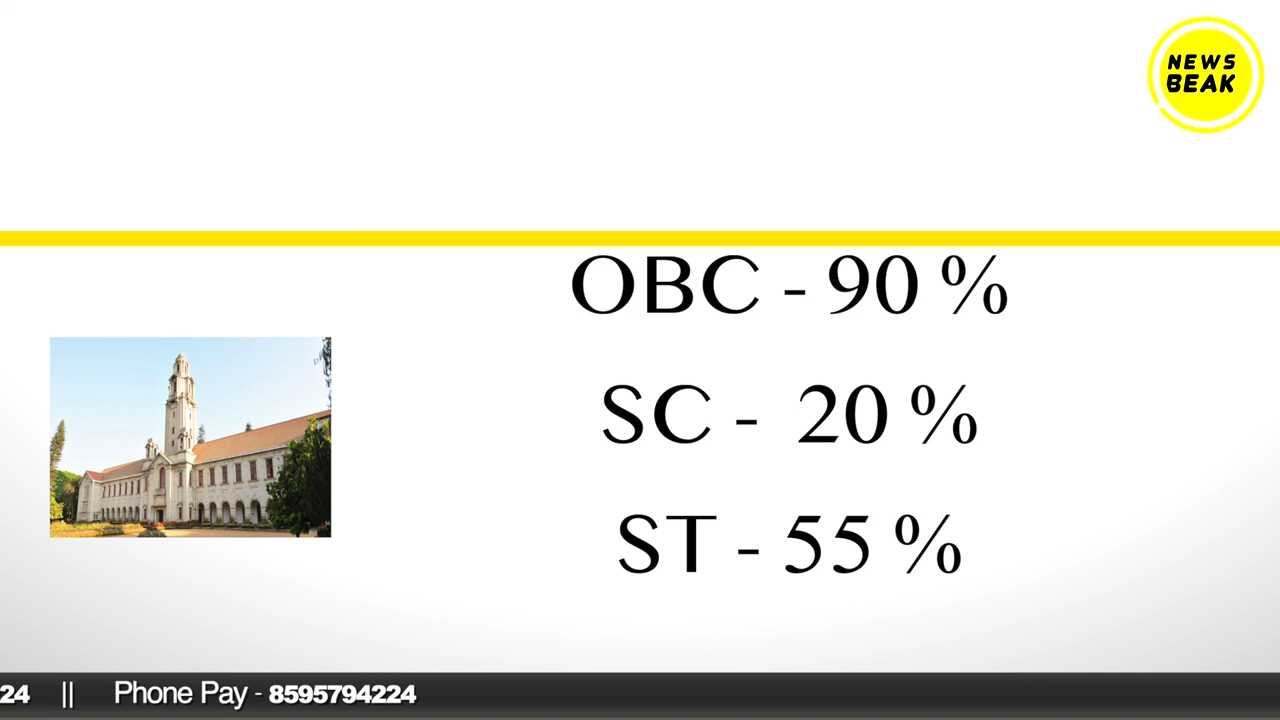 NEWS
BEAK
OBC - 90 %
SC - 20 %
ST - 55 %
24 || Phone Pay - 8595794224